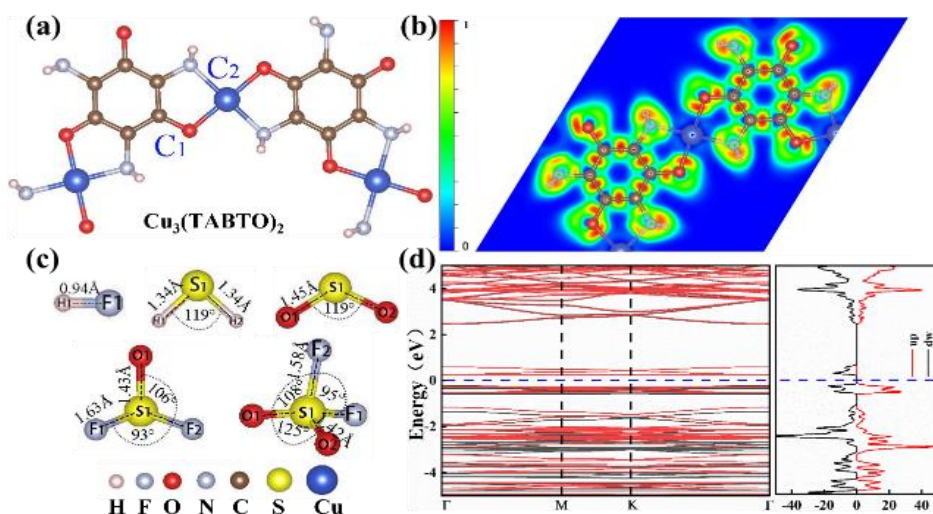 (a)
C2
C1
Cu3(TABTO)2
(b)
1
0
(c)
0.94Å
H1
F1
S1
1.34Å
1.34Å
H1
119°
H2
S1
1.45Å
O1
119°
O2
O1
1.43Å
106°
1.63Å
S1
F1
93°
F2
F2
1.58Å
108°
95°
O1
S1
F1
125°
O2
H F O N C S Cu
(d)
Energy (eV)
4
2
0
-2
-4
Γ M K Γ
up
dw
-40 -20 0 20 40